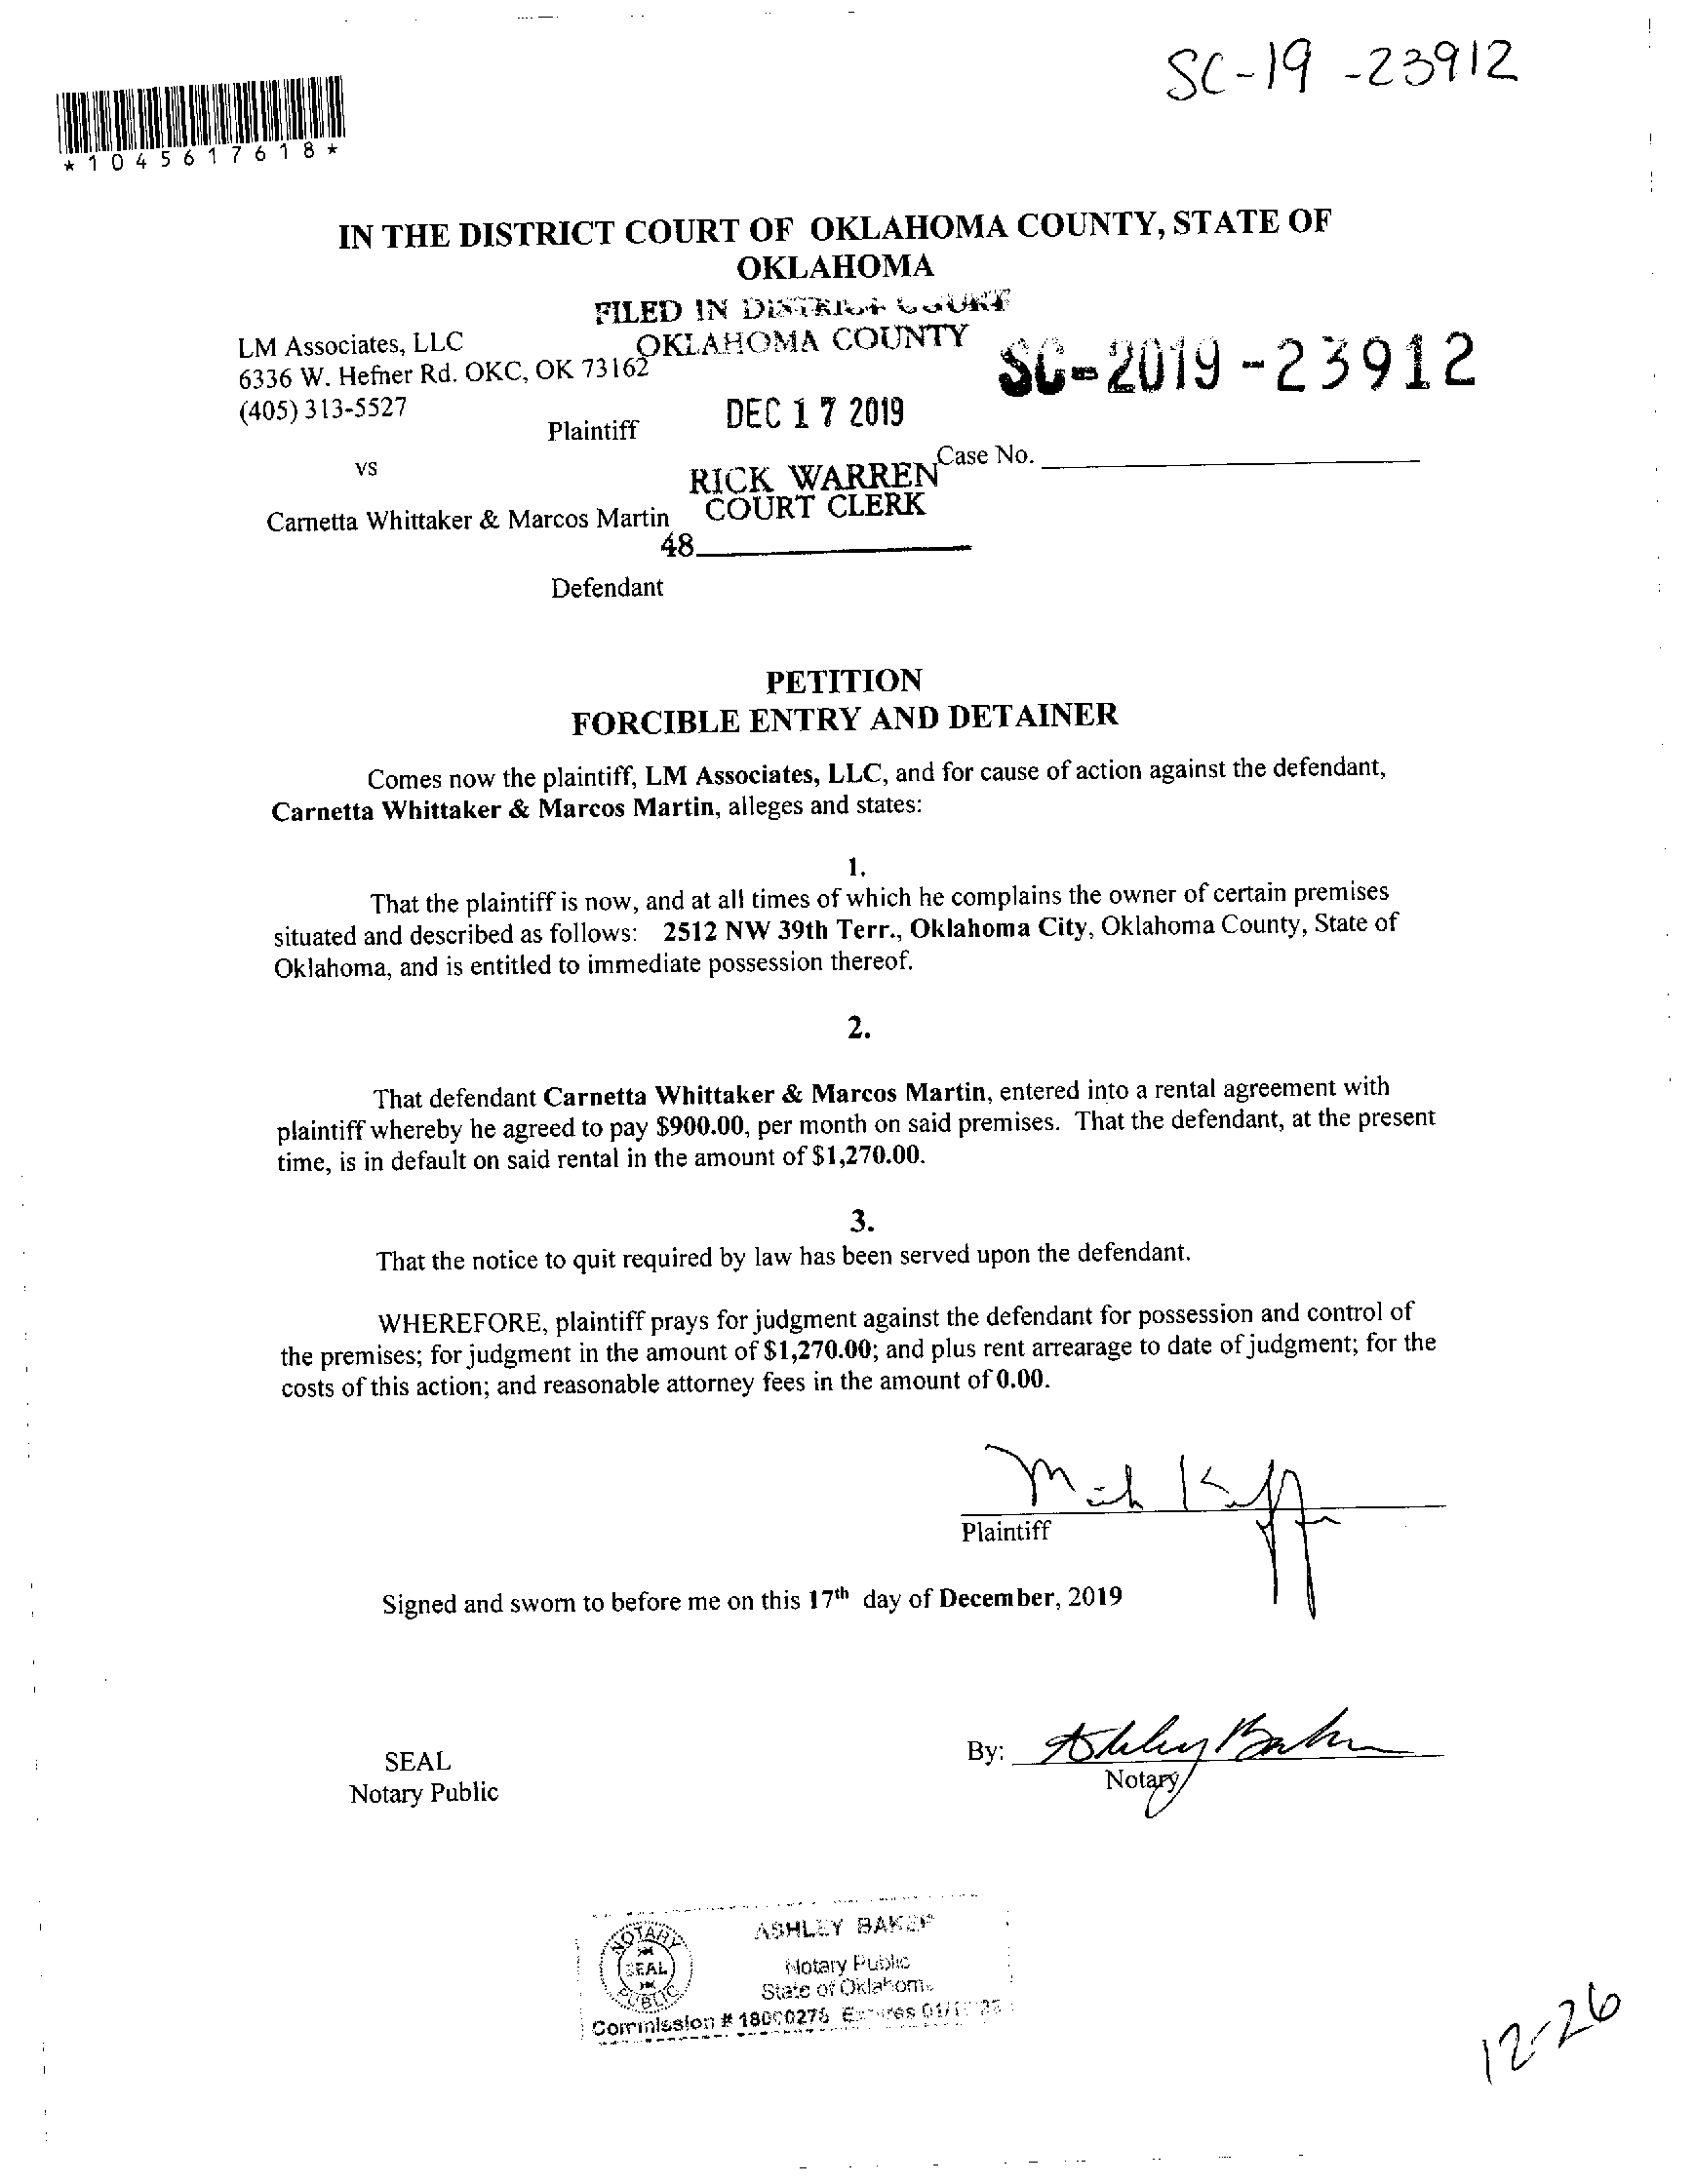 SC-19-23912
*1045617618*
IN THE DISTRICT COURT OF OKLAHOMA COUNTY, STATE OF
OKLAHOMA
FILED IN DISTRICT COURT
OKLAHOMA COUNTY
LM Associates, LLC
6336 W. Hefner Rd. OKC, OK 73162
(405) 313-5527
SC-2019-23912
DEC 17 2019
Plaintiff
vs
Case No.
RICK WARREN
COURT CLERK
Carnetta Whittaker & Marcos Martin
48
Defendant
PETITION
FORCIBLE ENTRY AND DETAINER
Comes now the plaintiff, LM Associates, LLC, and for cause of action against the defendant,
Carnetta Whittaker & Marcos Martin, alleges and states:
1.
That the plaintiff is now, and at all times of which he complains the owner of certain premises
situated and described as follows: 2512 NW 39th Terr., Oklahoma City, Oklahoma County, State of
Oklahoma, and is entitled to immediate possession thereof.
2.
That defendant Carnetta Whittaker & Marcos Martin, entered into a rental agreement with
plaintiff whereby he agreed to pay $900.00, per month on said premises. That the defendant, at the present
time, is in default on said rental in the amount of $1,270.00.
3.
That the notice to quit required by law has been served upon the defendant.
WHEREFORE, plaintiff prays for judgment against the defendant for possession and control of
the premises; for judgment in the amount of $1,270.00; and plus rent arrearage to date of judgment; for the
costs of this action; and reasonable attorney fees in the amount of 0.00.
Plaintiff
Signed and sworn to before me on this 17th day of December, 2019
SEAL
Notary Public
By: Ashley Baker
Notary
NOTARY
SEAL
PUBLIC
ASHLEY BAKER
Notary Public
State of Oklahoma
Commission # Expires
12-26